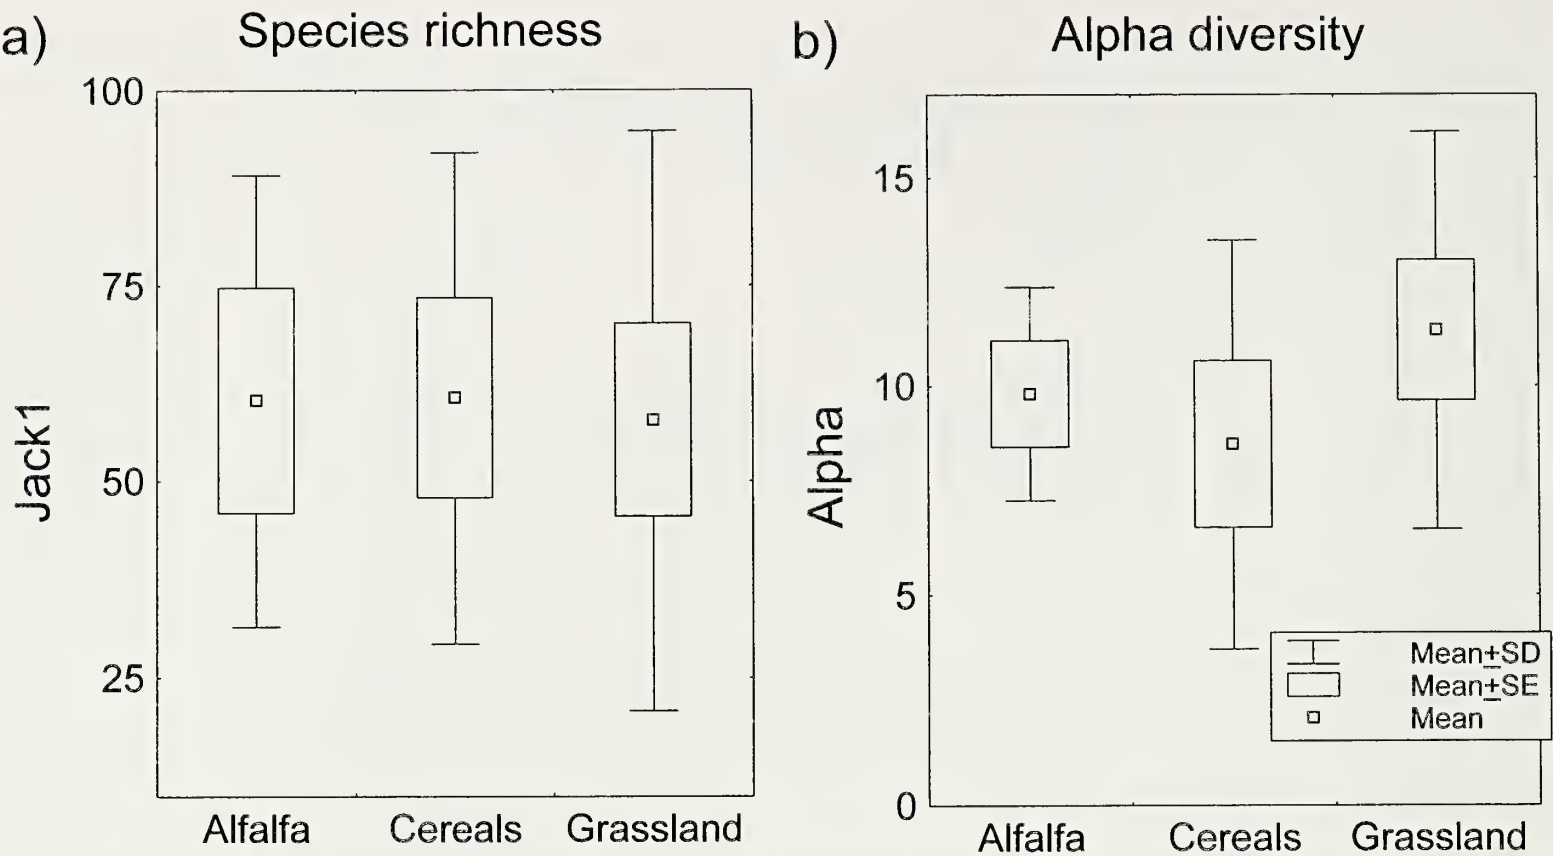 a)
Species richness
100
75
50
25
Jack1
Alfalfa
Cereals
Grassland
b)
Alpha diversity
15
10
5
0
Alpha
Mean±SD
Mean±SE
Mean
Alfalfa
Cereals
Grassland